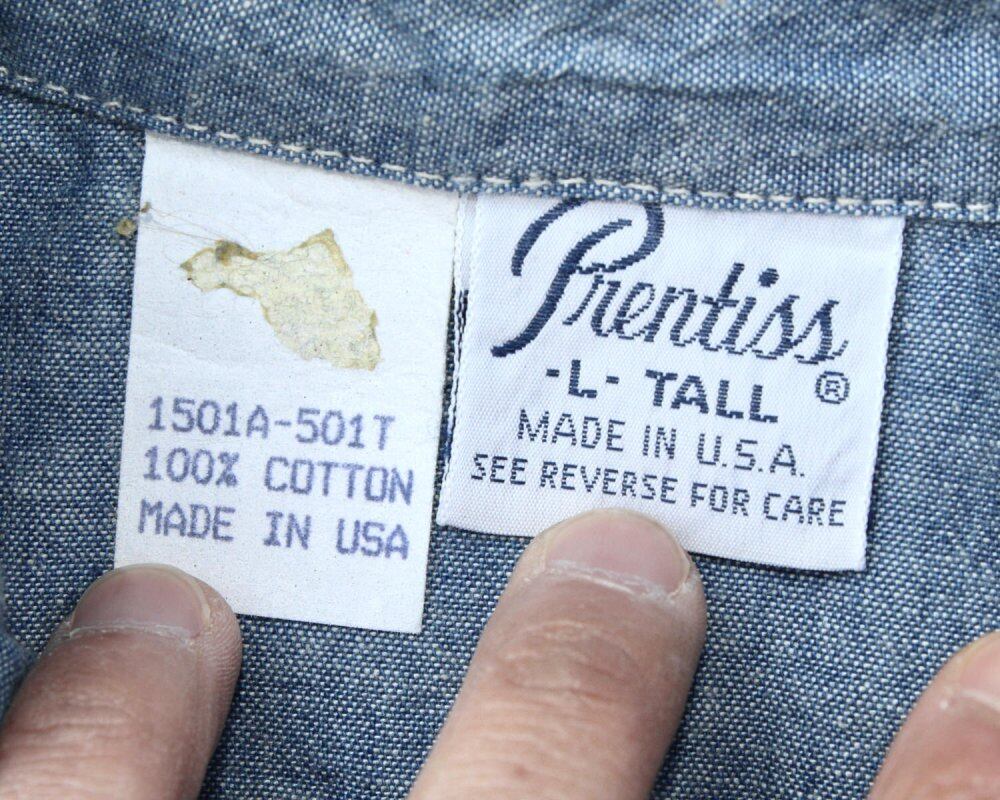 1501A-501T
100% COTTON
MADE IN USA
Prentiss®
-L- TALL
MADE IN U.S.A.
SEE REVERSE FOR CARE